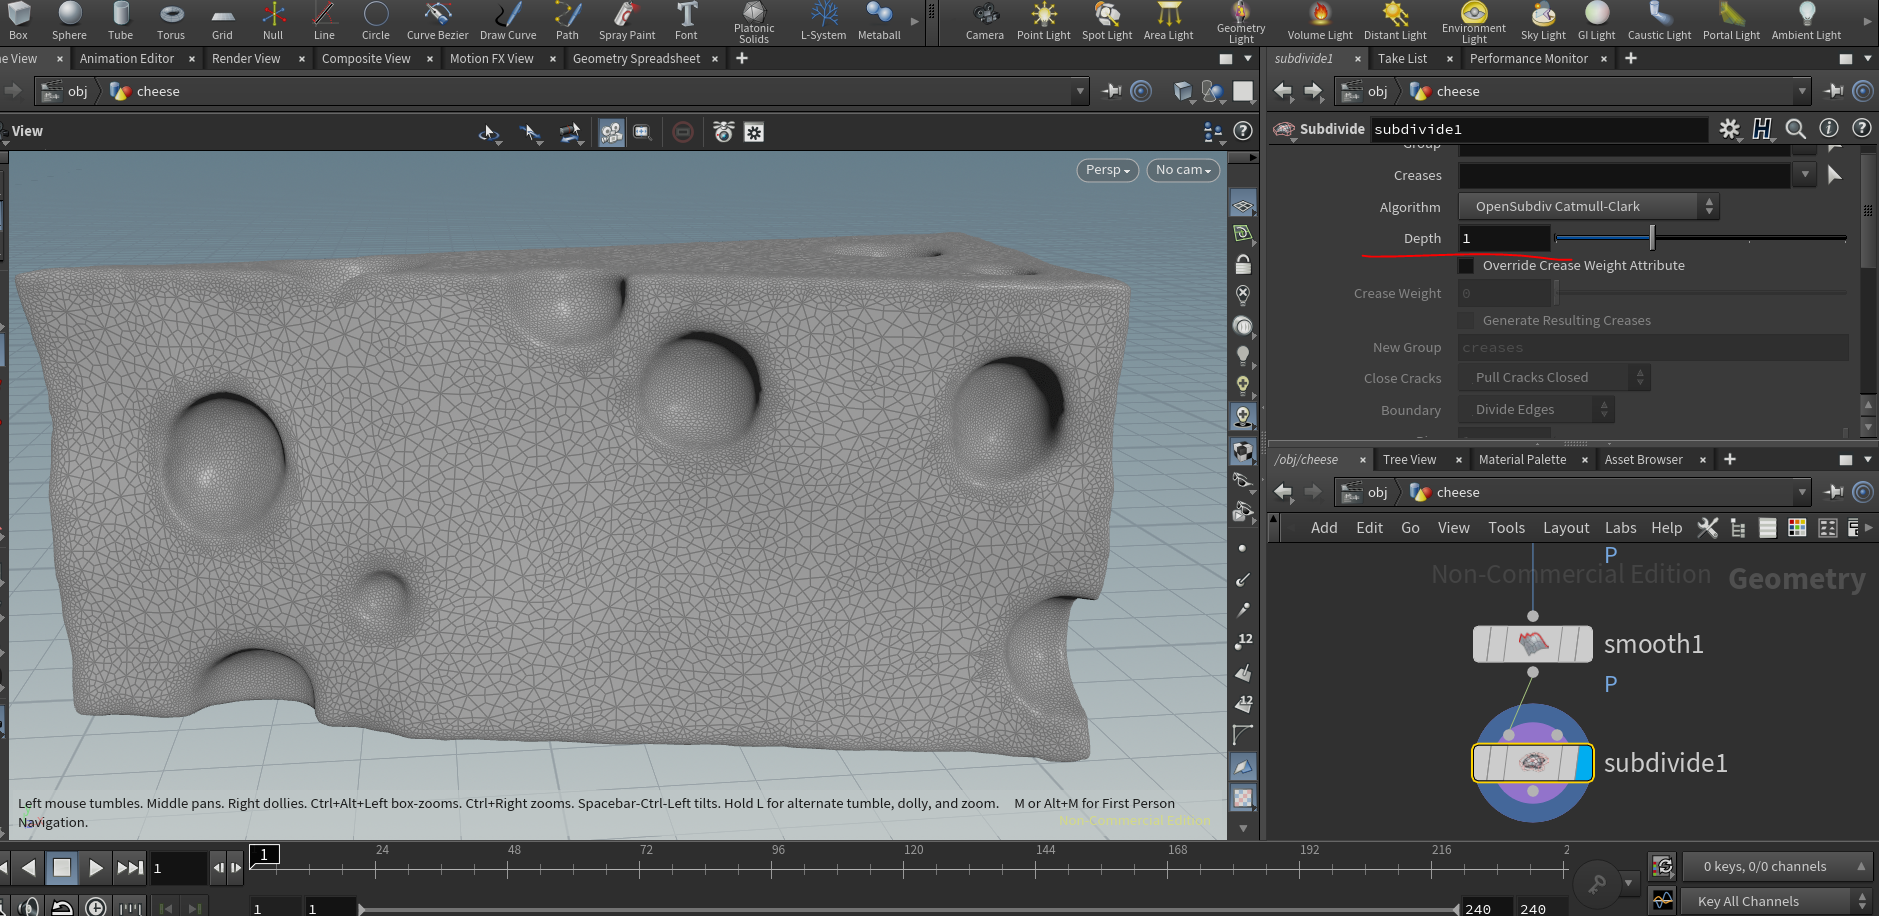 Box Sphere Tube Torus Grid Null Line Circle Curve Bezier Draw Curve Path Spray Paint Font Platonic Solids L-System Metaball Camera Point Light Spot Light Area Light Geometry Light Volume Light Distant Light Environment Light Sky Light GI Light Caustic Light Portal Light Ambient Light
e View × Animation Editor × Render View × Composite View × Motion FX View × Geometry Spreadsheet × +
subdivide1 × Take List × Performance Monitor × +
obj cheese
obj cheese
View
Subdivide subdivide1
Persp No cam
Group
Creases
Algorithm OpenSubdiv Catmull-Clark
Depth 1
Override Crease Weight Attribute
Crease Weight 0
Generate Resulting Creases
New Group creases
Close Cracks Pull Cracks Closed
Boundary Divide Edges
/obj/cheese × Tree View × Material Palette × Asset Browser × +
obj cheese
Add Edit Go View Tools Layout Labs Help
P
Non-Commercial Edition Geometry
smooth1
P
subdivide1
12
12
Left mouse tumbles. Middle pans. Right dollies. Ctrl+Alt+Left box-zooms. Ctrl+Right zooms. Spacebar-Ctrl-Left tilts. Hold L for alternate tumble, dolly, and zoom. M or Alt+M for First Person
Navigation.
Non-Commercial Edition
1 1 24 48 72 96 120 144 168 192 216 2
0 keys, 0/0 channels
1 1 240 240
Key All Channels